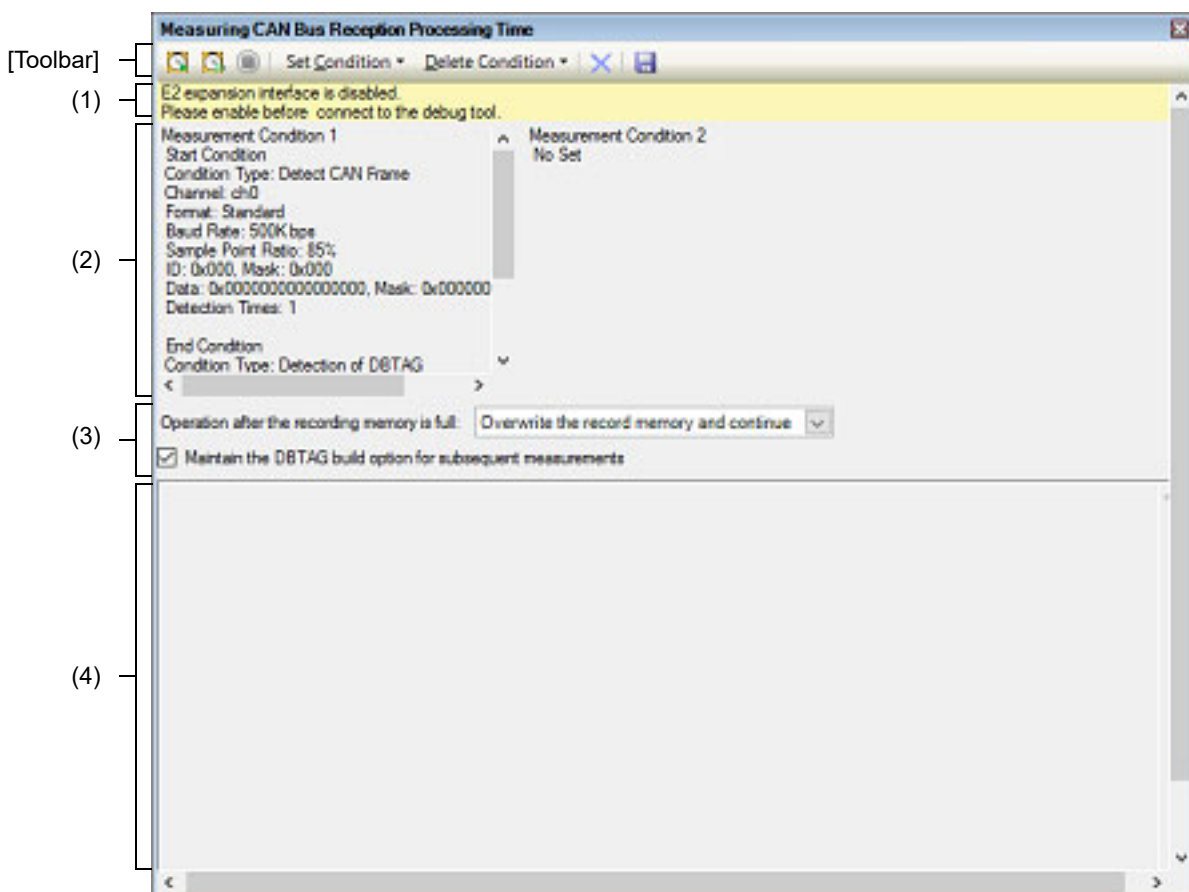 Measuring CAN Bus Reception Processing Time
[Toolbar]
Set Condition
Delete Condition
(1)
E2 expansion interface is disabled.
Please enable before connect to the debug tool.
(2)
Measurement Condition 1
Start Condition
Condition Type: Detect CAN Frame
Channel: ch0
Format: Standard
Baud Rate: 500Kbps
Sample Point Ratio: 85%
ID: 0x000, Mask: 0x000
Data: 0x0000000000000000, Mask: 0x000000
Detection Times: 1
End Condition
Condition Type: Detection of DBTAG
Measurement Condition 2
No Set
(3)
Operation after the recording memory is full:
Overwrite the record memory and continue
Maintain the DBTAG build option for subsequent measurements
(4)